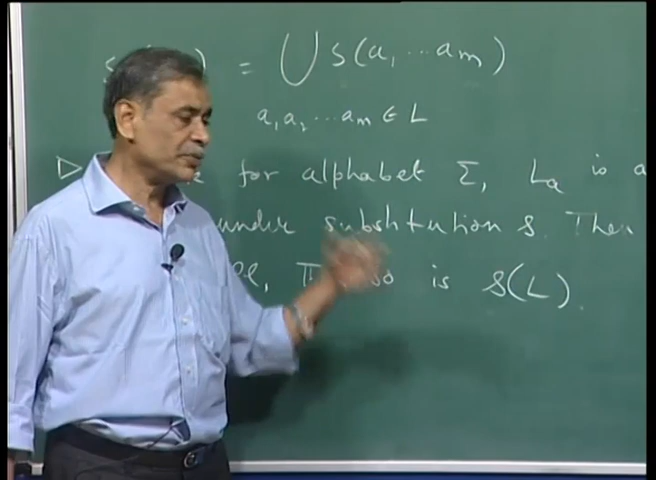 S( ) = ⋃ S(a₁ ⋯ aₘ)
a₁a₂ ⋯ aₘ ∈ L
▷ for alphabet Σ, Lₐ is a
under substitution s. Then
is S(L).